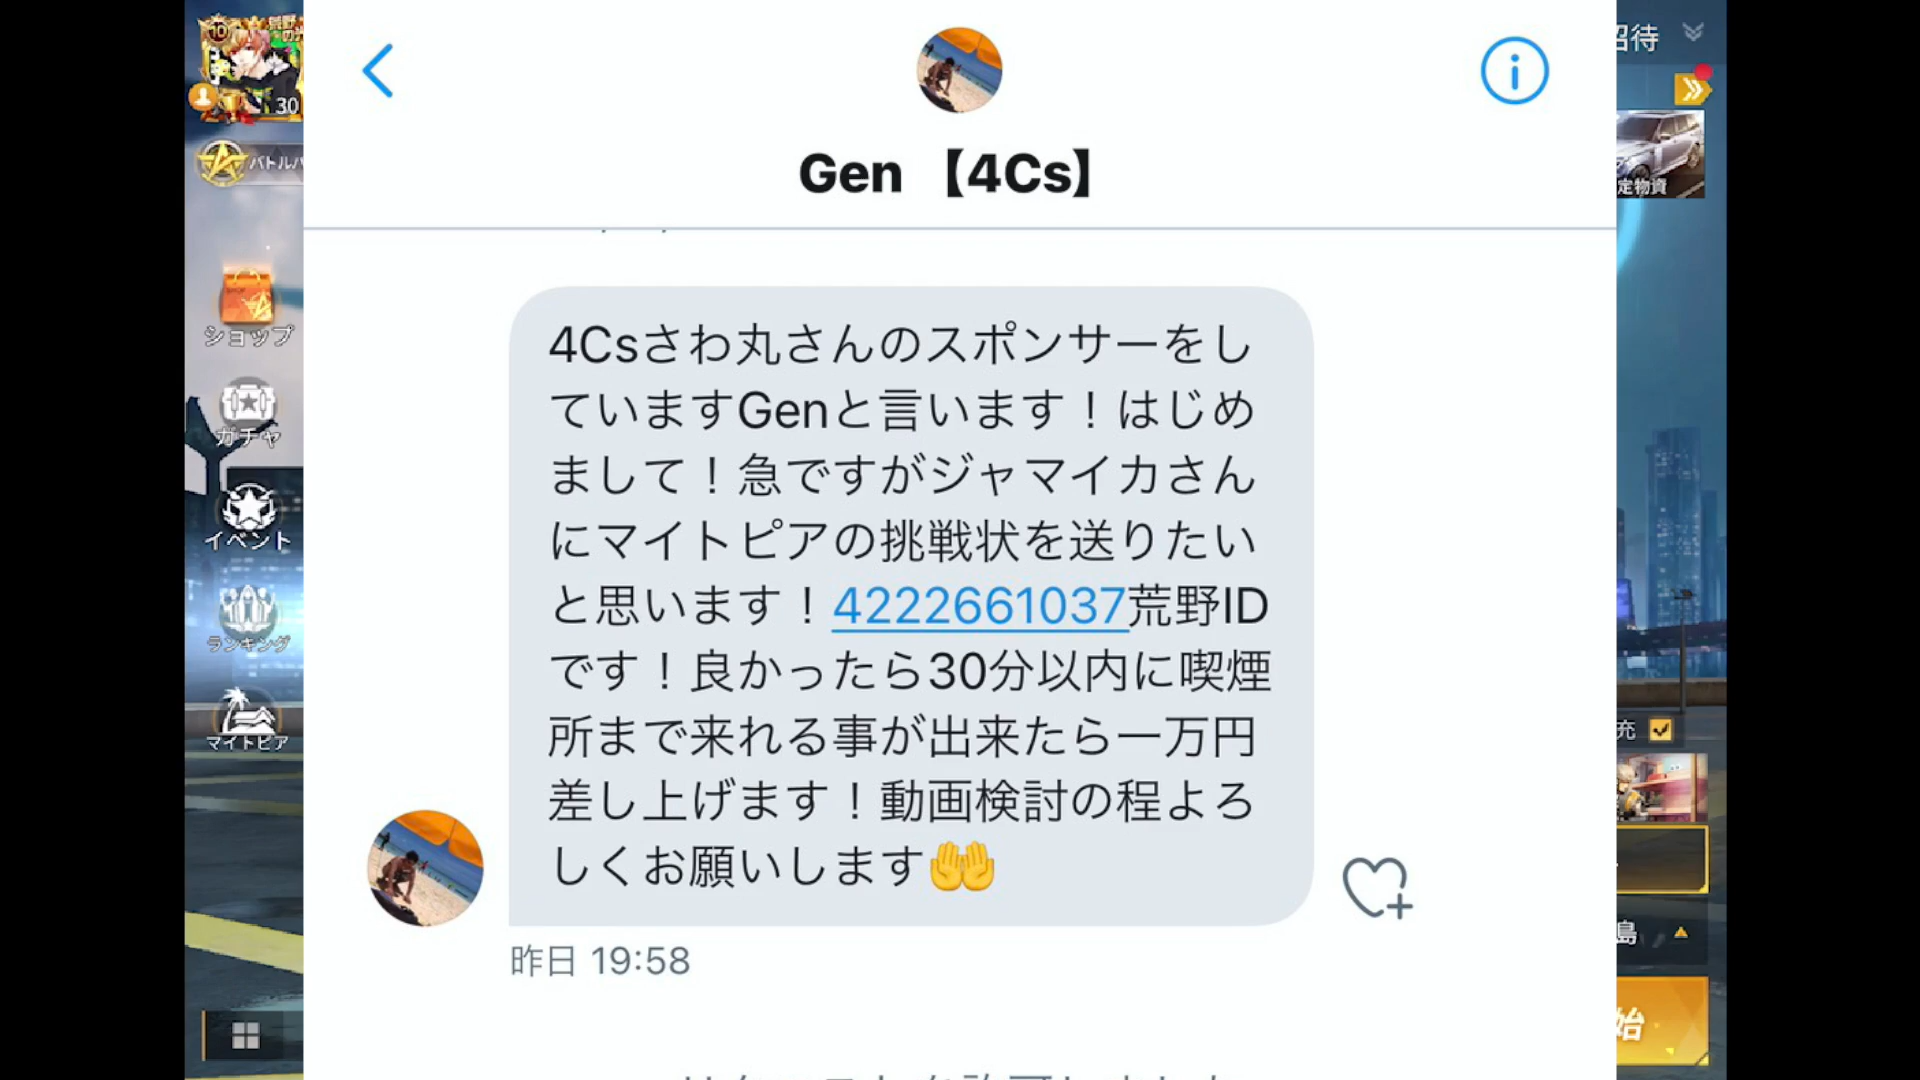 Gen 【4Cs】
4Csさわ丸さんのスポンサーをし
ていますGenと言います！はじめ
まして！急ですがジャマイカさん
にマイトピアの挑戦状を送りたい
と思います！4222661037荒野ID
です！良かったら30分以内に喫煙
所まで来れる事が出来たら一万円
差し上げます！動画検討の程よろ
しくお願いします🤲
昨日 19:58
30
ショップ
ガチャ
イベント
ランキング
マイトピア
招待
定物資
充
島
始